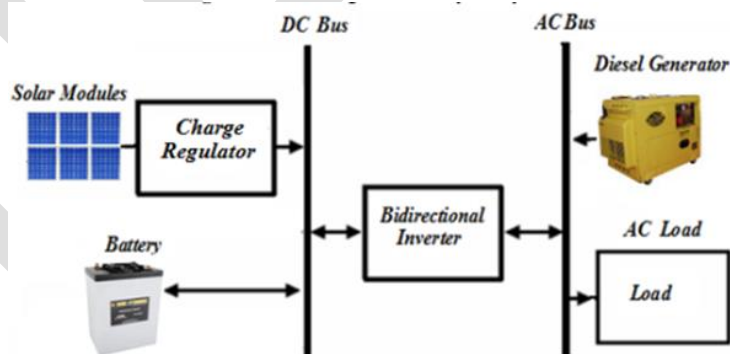 DC Bus
AC Bus
Solar Modules
Charge
Regulator
Diesel Generator
Bidirectional
Inverter
Battery
AC Load
Load